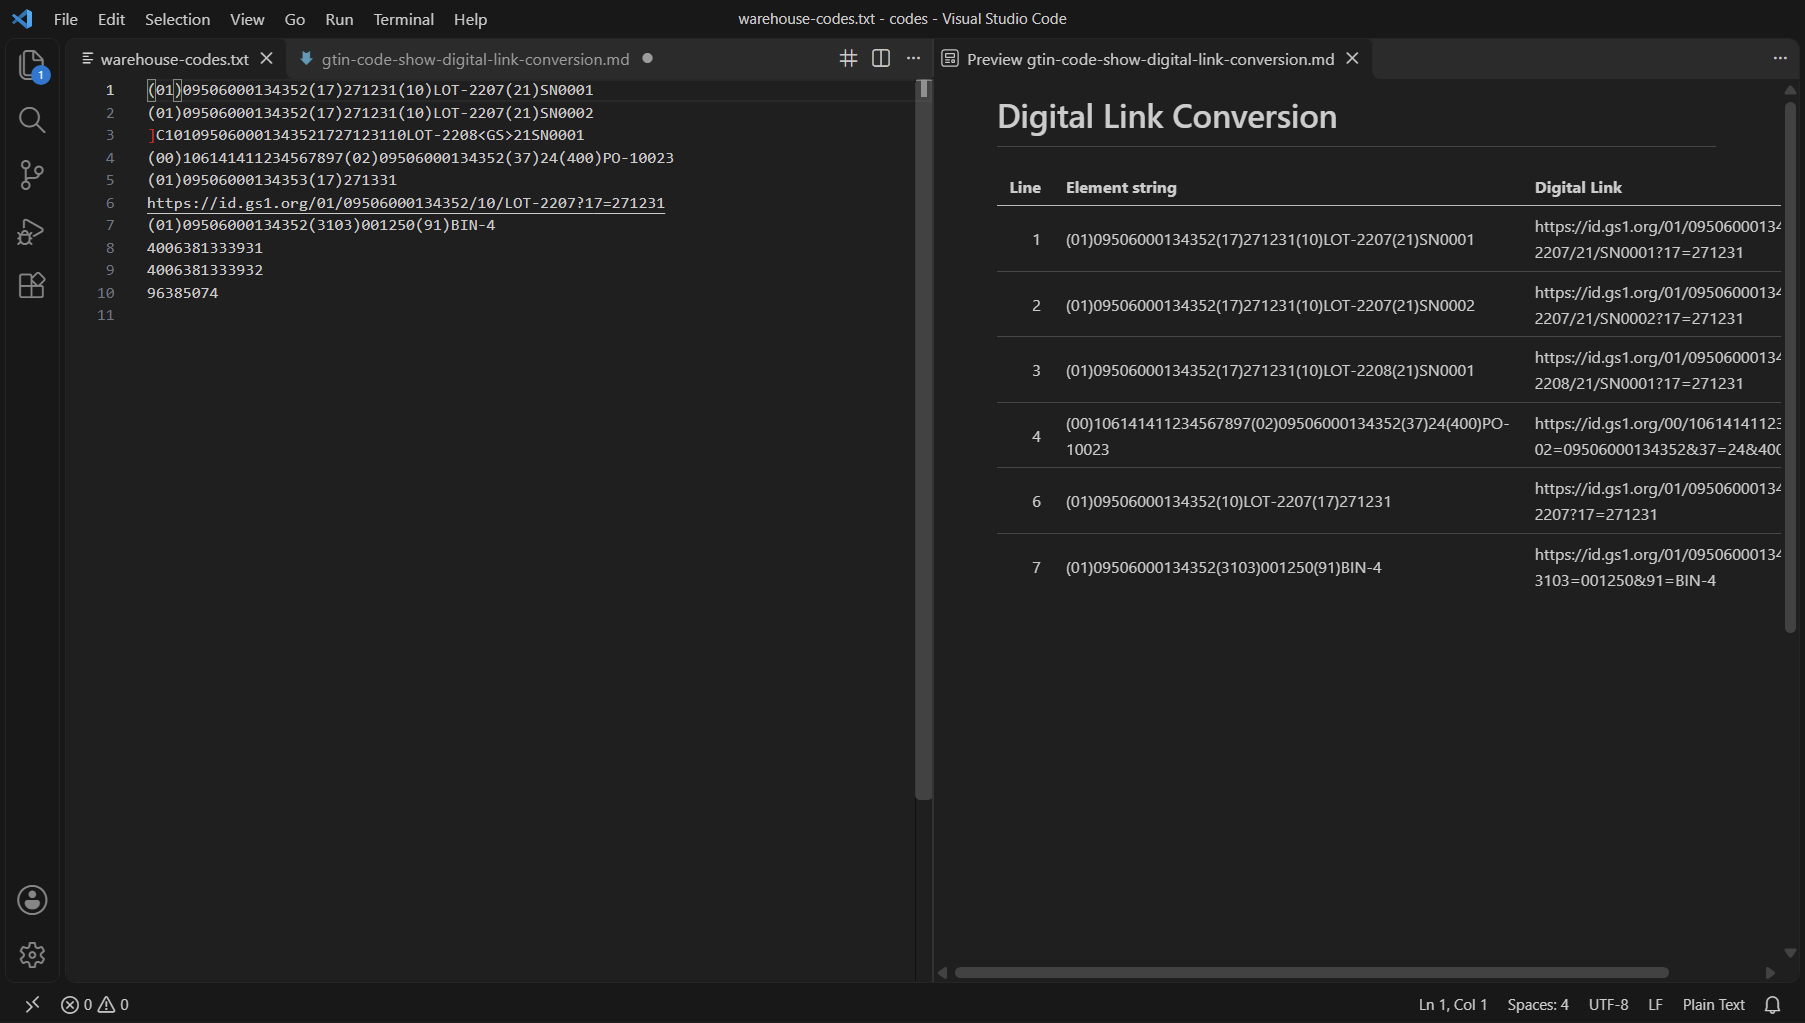 File Edit Selection View Go Run Terminal Help
warehouse-codes.txt - codes - Visual Studio Code
1
warehouse-codes.txt
gtin-code-show-digital-link-conversion.md
1 (01)09506000134352(17)271231(10)LOT-2207(21)SN0001
2 (01)09506000134352(17)271231(10)LOT-2207(21)SN0002
3 ]C1010950600013435217271231​10LOT-2208<GS>21SN0001
4 (00)106141411234567897(02)09506000134352(37)24(400)PO-10023
5 (01)09506000134353(17)271331
6 https://id.gs1.org/01/09506000134352/10/LOT-2207?17=271231
7 (01)09506000134352(3103)001250(91)BIN-4
8 4006381333931
9 4006381333932
10 96385074
11
Preview gtin-code-show-digital-link-conversion.md
Digital Link Conversion
Line Element string Digital Link
1 (01)09506000134352(17)271231(10)LOT-2207(21)SN0001 https://id.gs1.org/01/09506000134
2207/21/SN0001?17=271231
2 (01)09506000134352(17)271231(10)LOT-2207(21)SN0002 https://id.gs1.org/01/09506000134
2207/21/SN0002?17=271231
3 (01)09506000134352(17)271231(10)LOT-2208(21)SN0001 https://id.gs1.org/01/09506000134
2208/21/SN0001?17=271231
4 (00)106141411234567897(02)09506000134352(37)24(400)PO-
10023
https://id.gs1.org/00/1061414112
02=09506000134352&37=24&400
6 (01)09506000134352(10)LOT-2207(17)271231 https://id.gs1.org/01/09506000134
2207?17=271231
7 (01)09506000134352(3103)001250(91)BIN-4 https://id.gs1.org/01/09506000134
3103=001250&91=BIN-4
0 0
Ln 1, Col 1 Spaces: 4 UTF-8 LF Plain Text